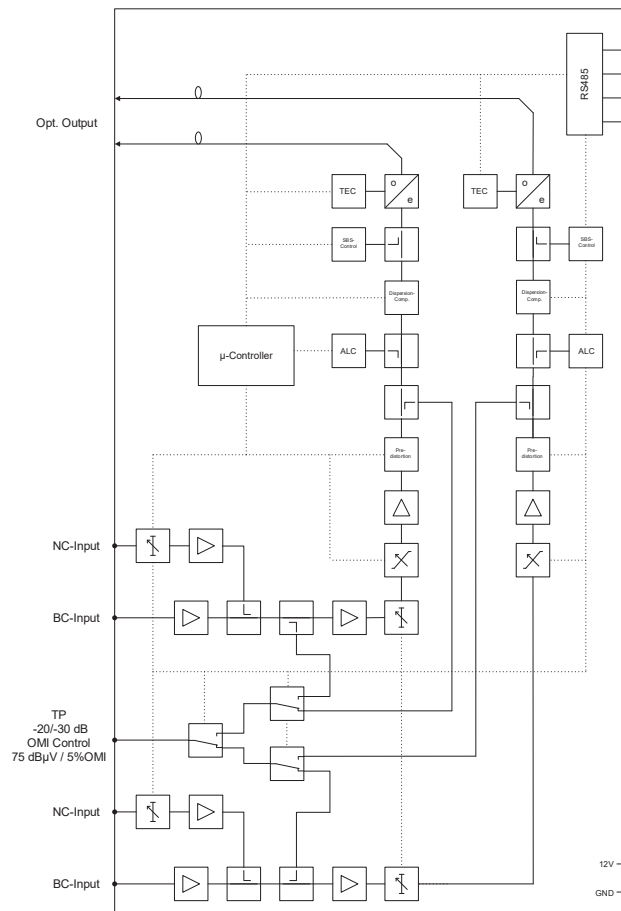 RS485
Opt. Output
TEC
o
e
TEC
o
e
SBS-
Control
SBS-
Control
Dispersion-
Comp.
Dispersion-
Comp.
µ-Controller
ALC
ALC
Pre-
distortion
Pre-
distortion
NC-Input
BC-Input
TP
-20/-30 dB
OMI Control
75 dBµV / 5%OMI
NC-Input
12V
BC-Input
GND